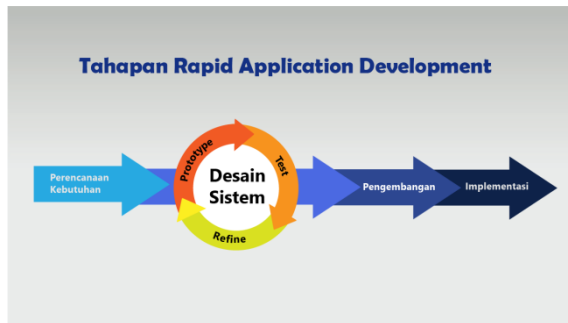 Tahapan Rapid Application Development
Perencanaan
Kebutuhan
Prototype
Test
Refine
Desain
Sistem
Pengembangan
Implementasi